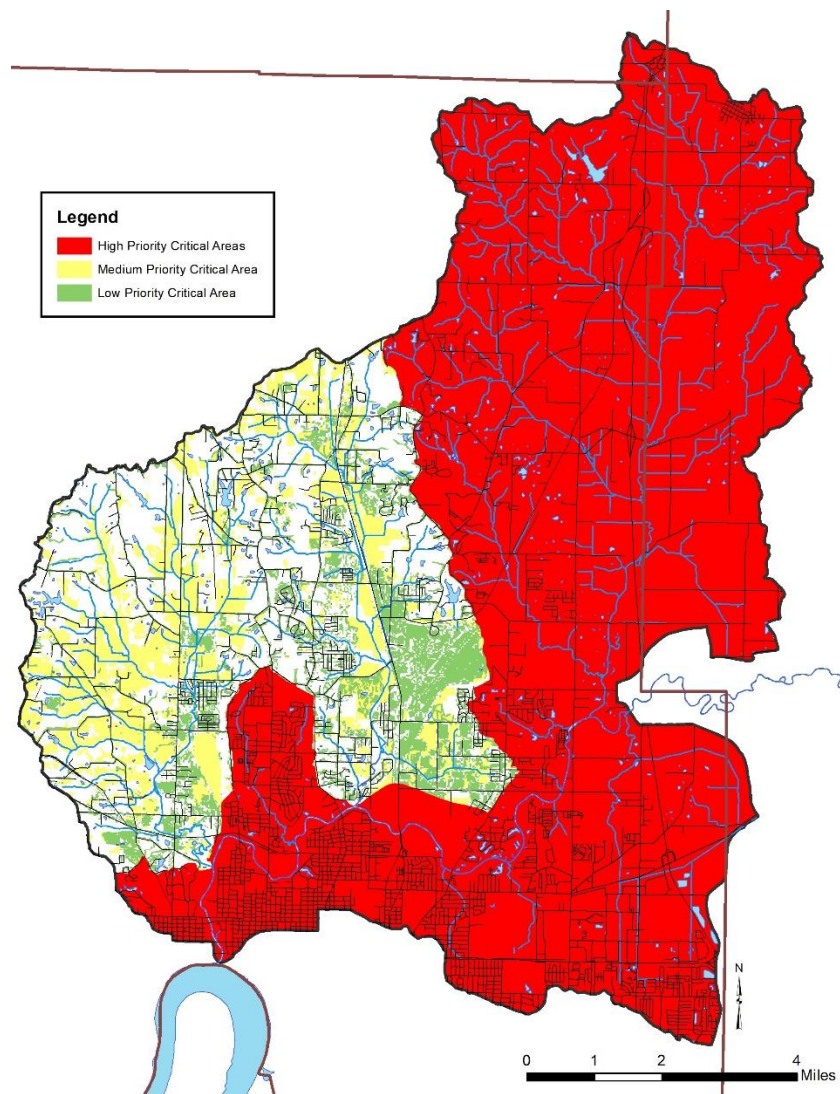 Legend
High Priority Critical Areas
Medium Priority Critical Area
Low Priority Critical Area
N
0 1 2 4
Miles